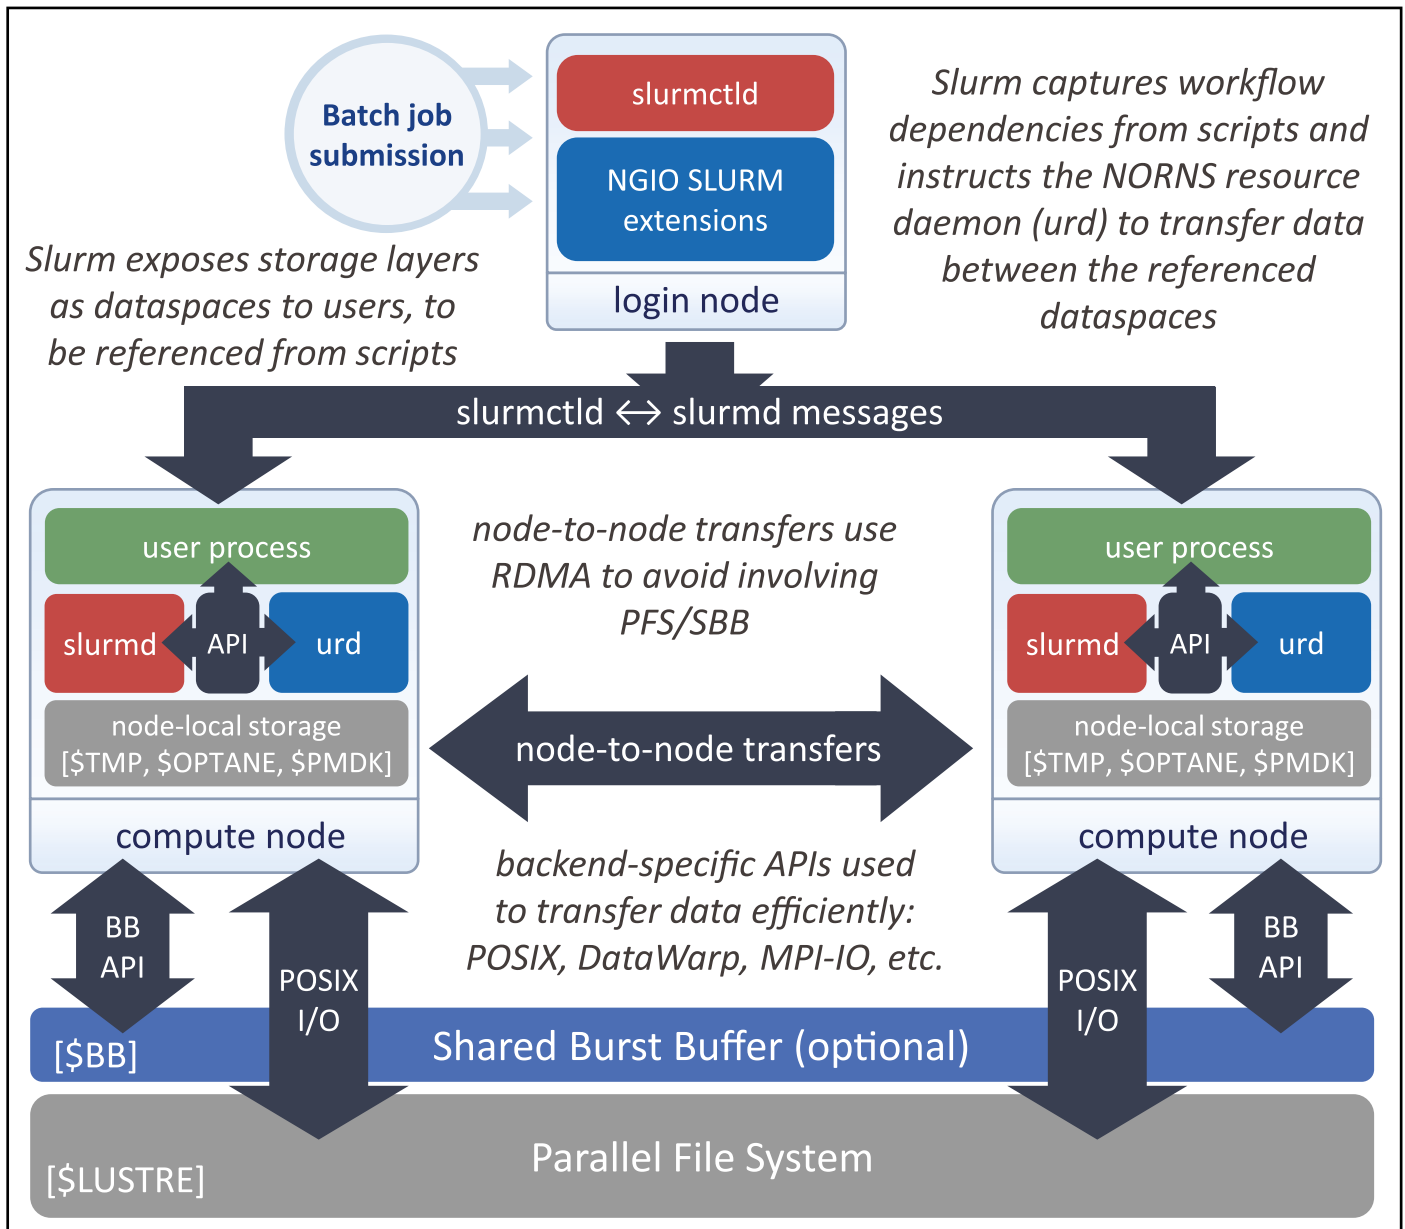 Batch job
submission
slurmctld
NGIO SLURM
extensions
login node
Slurm captures workflow
dependencies from scripts and
instructs the NORNS resource
daemon (urd) to transfer data
between the referenced
dataspaces
Slurm exposes storage layers
as dataspaces to users, to
be referenced from scripts
slurmctld ↔ slurmd messages
user process
slurmd
API
urd
node-local storage
[$TMP, $OPTANE, $PMDK]
compute node
node-to-node transfers use
RDMA to avoid involving
PFS/SBB
node-to-node transfers
backend-specific APIs used
to transfer data efficiently:
POSIX, DataWarp, MPI-IO, etc.
user process
slurmd
API
urd
node-local storage
[$TMP, $OPTANE, $PMDK]
compute node
BB
API
POSIX
I/O
POSIX
I/O
BB
API
[$BB]
Shared Burst Buffer (optional)
Parallel File System
[$LUSTRE]